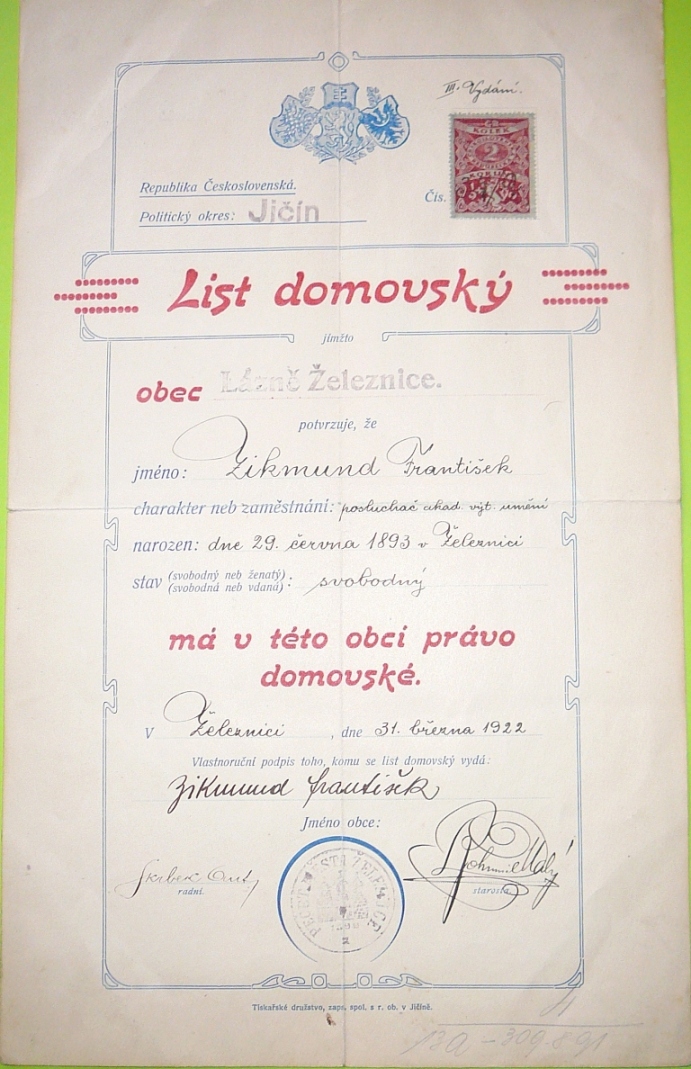 III. Vydání.
KOLEK
2
Republika Československá.
Čís.
Politický okres: Jičín
List domovský
jímžto
obec Lázně Železnice.
potvrzuje, že
jméno: Zikmund František
charakter neb zaměstnání: posluchač akad. výt. umění
narozen: dne 29. června 1893 v Železnici
stav (svobodný neb ženatý) (svobodná neb vdaná): svobodný
má v této obci právo
domovské.
V Železnici, dne 31. března 1922
Vlastnoruční podpis toho, komu se list domovský vydá:
Zikmund František
Jméno obce:
radní.
starosta.
Tiskařské družstvo, zaps. spol. s r. ob. v Jičíně.